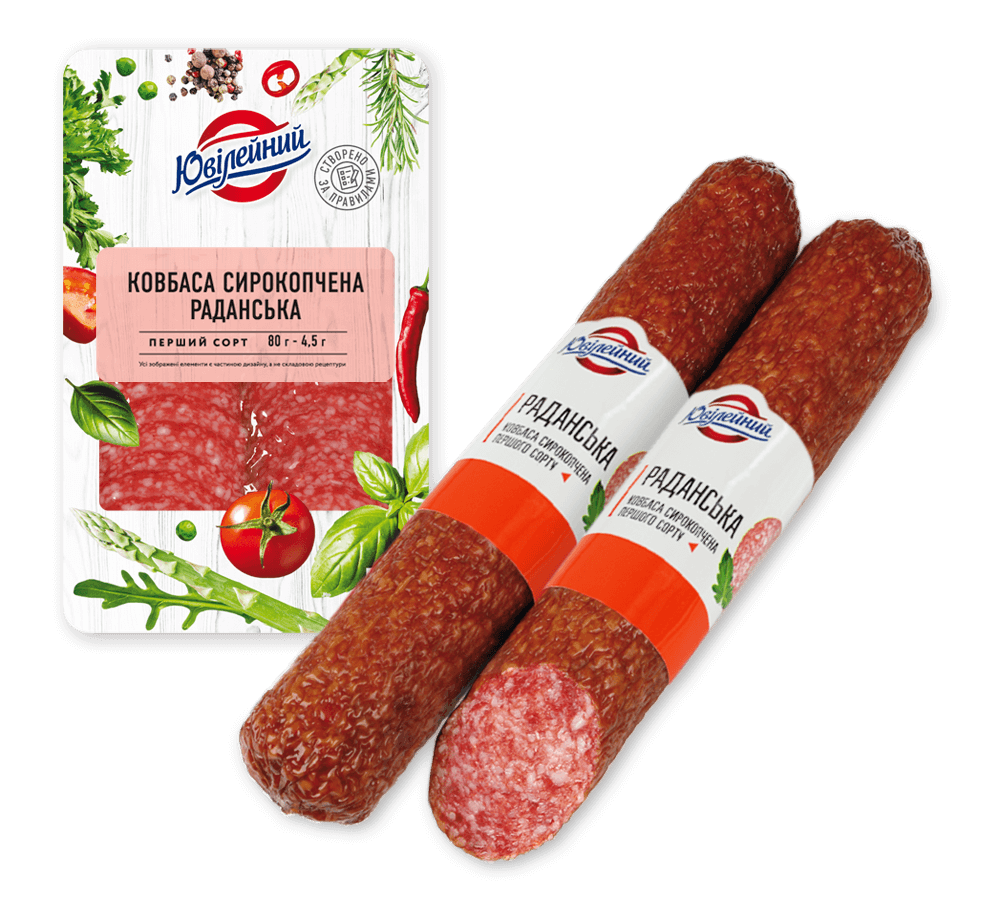 Ювілейний
СТВОРЕНО
ЗА ПРАВИЛАМИ
КОВБАСА СИРОКОПЧЕНА
РАДАНСЬКА
ПЕРШИЙ СОРТ 80 г - 4,5 г
Усі зображені елементи є частиною дизайну, а не складовою рецептури
Ювілейний
РАДАНСЬКА
КОВБАСА СИРОКОПЧЕНА
ПЕРШОГО СОРТУ
Ювілейний
РАДАНСЬКА
КОВБАСА СИРОКОПЧЕНА
ПЕРШОГО СОРТУ